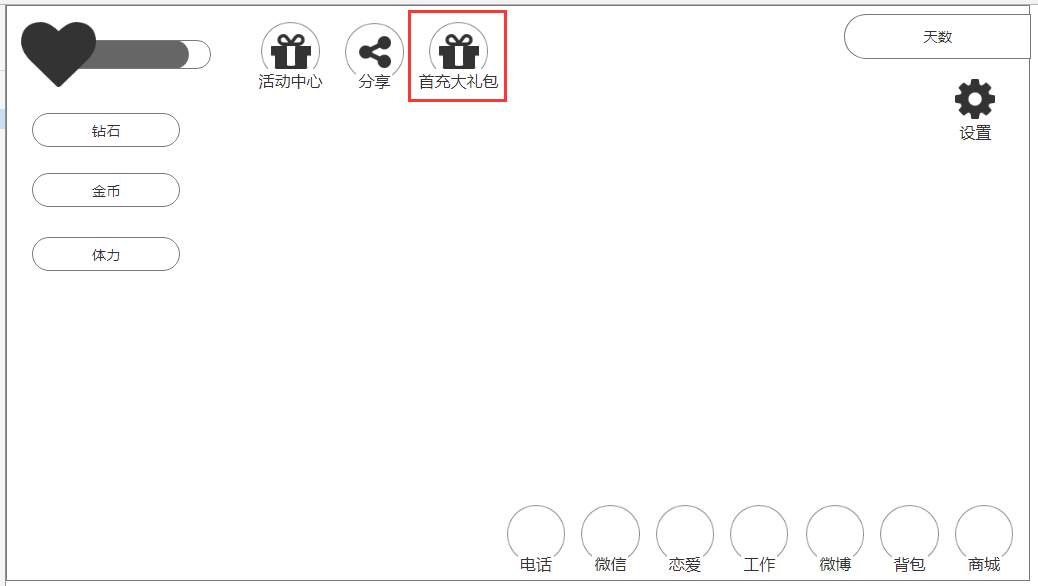 活动中心
分享
首充大礼包
天数
设置
钻石
金币
体力
电话
微信
恋爱
工作
微博
背包
商城